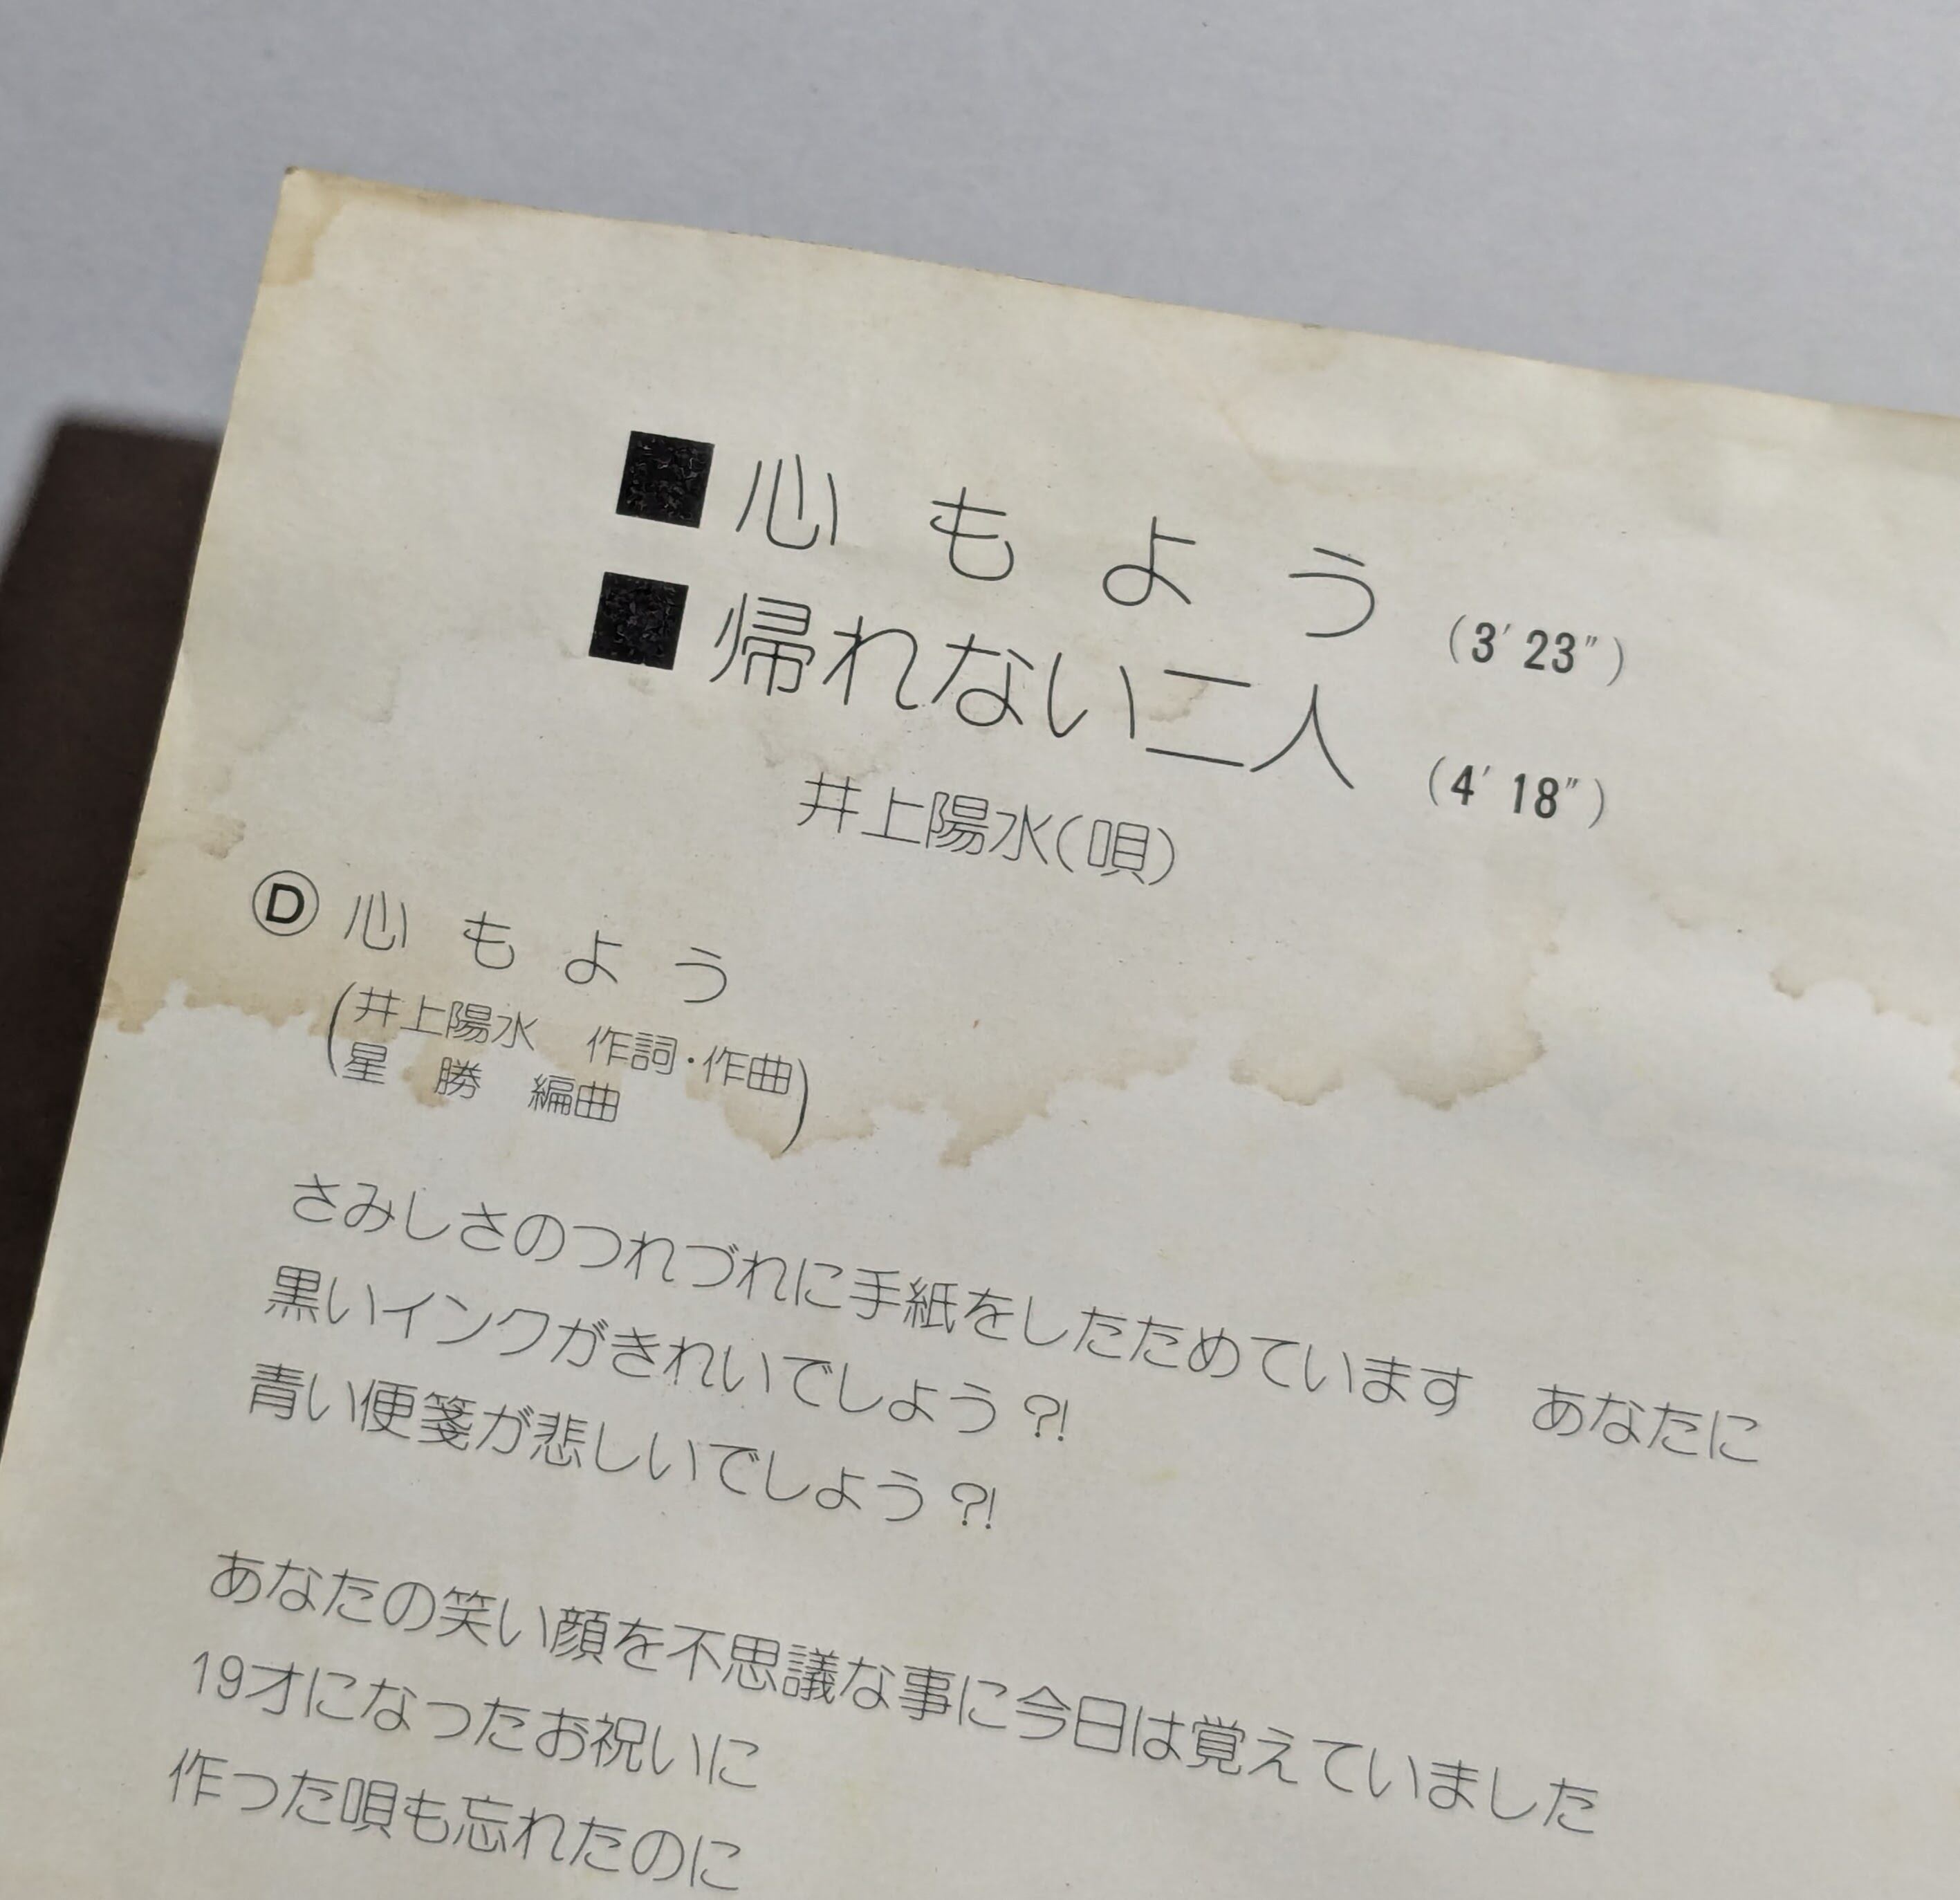 ■心もよう (3′23″)
■帰れない二人 (4′18″)
井上陽水(唄)
Ⓓ 心もよう
(井上陽水 作詞・作曲
星 勝 編曲)
さみしさのつれづれに手紙をしたためています あなたに
黒いインクがきれいでしよう?!
青い便箋が悲しいでしよう?!
あなたの笑い顔を不思議な事に今日は覚えていました
19才になったお祝いに
作った唄も忘れたのに